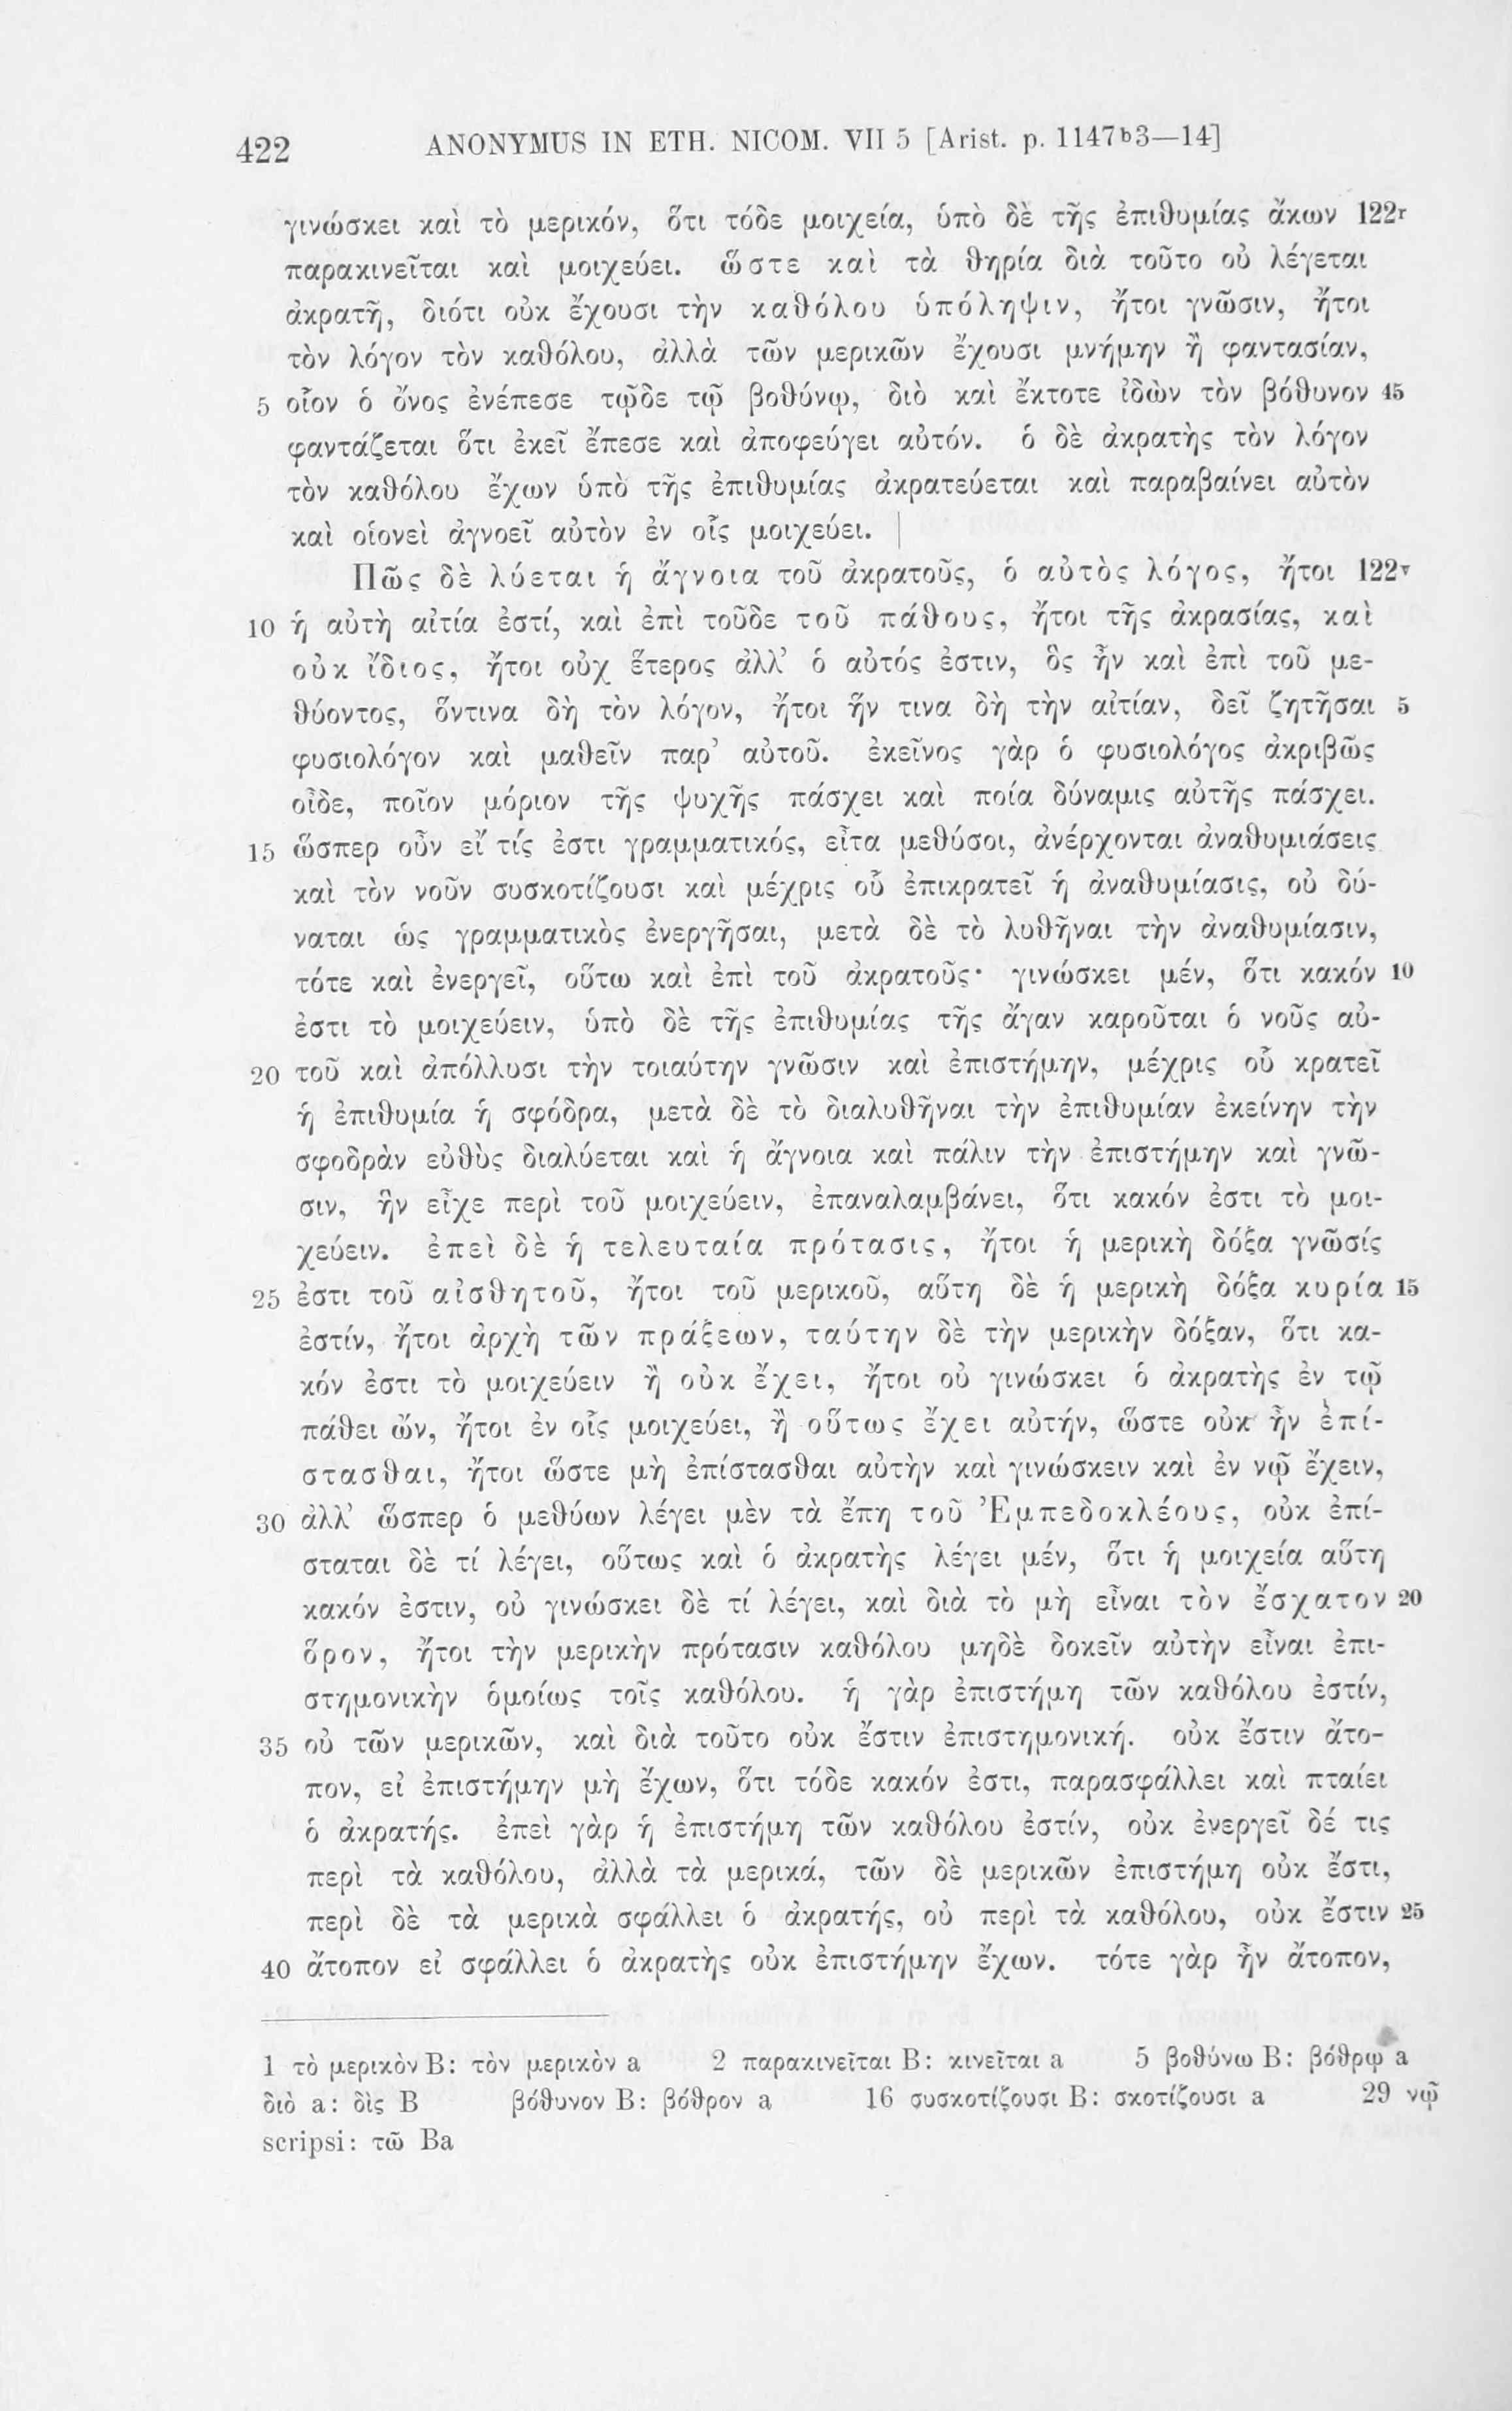 422 ANONYMUS IN ETH. NICOM. VII 5 [Arist. p. 1147b3—14]
γινώσκει καὶ τὸ μερικόν, ὅτι τόδε μοιχεία, ὑπὸ δὲ τῆς ἐπιθυμίας ἄκων 122r
παρακινεῖται καὶ μοιχεύει. ὥστε καὶ τὰ θηρία διὰ τοῦτο οὐ λέγεται
ἀκρατῆ, διότι οὐκ ἔχουσι τὴν καθόλου ὑπόληψιν, ἤτοι γνῶσιν, ἤτοι
τὸν λόγον τὸν καθόλου, ἀλλὰ τῶν μερικῶν ἔχουσι μνήμην ἢ φαντασίαν,
5 οἷον ὁ ὄνος ἐνέπεσε τῷδε τῷ βοθύνῳ, διὸ καὶ ἔκτοτε ἰδὼν τὸν βόθυνον 45
φαντάζεται ὅτι ἐκεῖ ἔπεσε καὶ ἀποφεύγει αὐτόν. ὁ δὲ ἀκρατὴς τὸν λόγον
τὸν καθόλου ἔχων ὑπὸ τῆς ἐπιθυμίας ἀκρατεύεται καὶ παραβαίνει αὐτὸν
καὶ οἱονεὶ ἀγνοεῖ αὐτὸν ἐν οἷς μοιχεύει. |
Πῶς δὲ λύεται ἡ ἄγνοια τοῦ ἀκρατοῦς, ὁ αὐτὸς λόγος, ἤτοι 122v
10 ἡ αὐτὴ αἰτία ἐστί, καὶ ἐπὶ τοῦδε τοῦ πάθους, ἤτοι τῆς ἀκρασίας, καὶ
οὐκ ἴδιος, ἤτοι οὐχ ἕτερος ἀλλ’ ὁ αὐτός ἐστιν, ὃς ἦν καὶ ἐπὶ τοῦ με-
θύοντος, ὅντινα δὴ τὸν λόγον, ἤτοι ἥν τινα δὴ τὴν αἰτίαν, δεῖ ζητῆσαι 5
φυσιολόγον καὶ μαθεῖν παρ’ αὐτοῦ. ἐκεῖνος γὰρ ὁ φυσιολόγος ἀκριβῶς
οἶδε, ποῖον μόριον τῆς ψυχῆς πάσχει καὶ ποία δύναμις αὐτῆς πάσχει.
15 ὥσπερ οὖν εἴ τίς ἐστι γραμματικός, εἶτα μεθύσοι, ἀνέρχονται ἀναθυμιάσεις
καὶ τὸν νοῦν συσκοτίζουσι καὶ μέχρις οὗ ἐπικρατεῖ ἡ ἀναθυμίασις, οὐ δύ-
ναται ὡς γραμματικὸς ἐνεργῆσαι, μετὰ δὲ τὸ λυθῆναι τὴν ἀναθυμίασιν,
τότε καὶ ἐνεργεῖ, οὕτω καὶ ἐπὶ τοῦ ἀκρατοῦς· γινώσκει μέν, ὅτι κακόν 10
ἐστι τὸ μοιχεύειν, ὑπὸ δὲ τῆς ἐπιθυμίας τῆς ἄγαν καροῦται ὁ νοῦς αὐ-
20 τοῦ καὶ ἀπόλλυσι τὴν τοιαύτην γνῶσιν καὶ ἐπιστήμην, μέχρις οὗ κρατεῖ
ἡ ἐπιθυμία ἡ σφόδρα, μετὰ δὲ τὸ διαλυθῆναι τὴν ἐπιθυμίαν ἐκείνην τὴν
σφοδρὰν εὐθὺς διαλύεται καὶ ἡ ἄγνοια καὶ πάλιν τὴν ἐπιστήμην καὶ γνῶ-
σιν, ἣν εἶχε περὶ τοῦ μοιχεύειν, ἐπαναλαμβάνει, ὅτι κακόν ἐστι τὸ μοι-
χεύειν. ἐπεὶ δὲ ἡ τελευταία πρότασις, ἤτοι ἡ μερικὴ δόξα γνῶσίς
25 ἐστι τοῦ αἰσθητοῦ, ἤτοι τοῦ μερικοῦ, αὕτη δὲ ἡ μερικὴ δόξα κυρία 15
ἐστίν, ἤτοι ἀρχὴ τῶν πράξεων, ταύτην δὲ τὴν μερικὴν δόξαν, ὅτι κα-
κόν ἐστι τὸ μοιχεύειν ἢ οὐκ ἔχει, ἤτοι οὐ γινώσκει ὁ ἀκρατὴς ἐν τῷ
πάθει ὤν, ἤτοι ἐν οἷς μοιχεύει, ἢ οὕτως ἔχει αὐτήν, ὥστε οὐκ ἦν ἐπί-
στασθαι, ἤτοι ὥστε μὴ ἐπίστασθαι αὐτὴν καὶ γινώσκειν καὶ ἐν νῷ ἔχειν,
30 ἀλλ’ ὥσπερ ὁ μεθύων λέγει μὲν τὰ ἔπη τοῦ Ἐμπεδοκλέους, οὐκ ἐπί-
σταται δὲ τί λέγει, οὕτως καὶ ὁ ἀκρατὴς λέγει μέν, ὅτι ἡ μοιχεία αὕτη
κακόν ἐστιν, οὐ γινώσκει δὲ τί λέγει, καὶ διὰ τὸ μὴ εἶναι τὸν ἔσχατον 20
ὅρον, ἤτοι τὴν μερικὴν πρότασιν καθόλου μηδὲ δοκεῖν αὐτὴν εἶναι ἐπι-
στημονικὴν ὁμοίως τοῖς καθόλου. ἡ γὰρ ἐπιστήμη τῶν καθόλου ἐστίν,
35 οὐ τῶν μερικῶν, καὶ διὰ τοῦτο οὐκ ἔστιν ἐπιστημονική. οὐκ ἔστιν ἄτο-
πον, εἰ ἐπιστήμην μὴ ἔχων, ὅτι τόδε κακόν ἐστι, παρασφάλλει καὶ πταίει
ὁ ἀκρατής. ἐπεὶ γὰρ ἡ ἐπιστήμη τῶν καθόλου ἐστίν, οὐκ ἐνεργεῖ δέ τις
περὶ τὰ καθόλου, ἀλλὰ τὰ μερικά, τῶν δὲ μερικῶν ἐπιστήμη οὐκ ἔστι,
περὶ δὲ τὰ μερικὰ σφάλλει ὁ ἀκρατής, οὐ περὶ τὰ καθόλου, οὐκ ἔστιν 25
40 ἄτοπον εἰ σφάλλει ὁ ἀκρατὴς οὐκ ἐπιστήμην ἔχων. τότε γὰρ ἦν ἄτοπον,
1 τὸ μερικὸν B: τὸν μερικὸν a 2 παρακινεῖται B: κινεῖται a 5 βοθύνω B: βόθρῳ a
διὸ a: δὶς B βόθυνον B: βόθρον a 16 συσκοτίζουσι B: σκοτίζουσι a 29 νῷ
scripsi: τῶ Ba